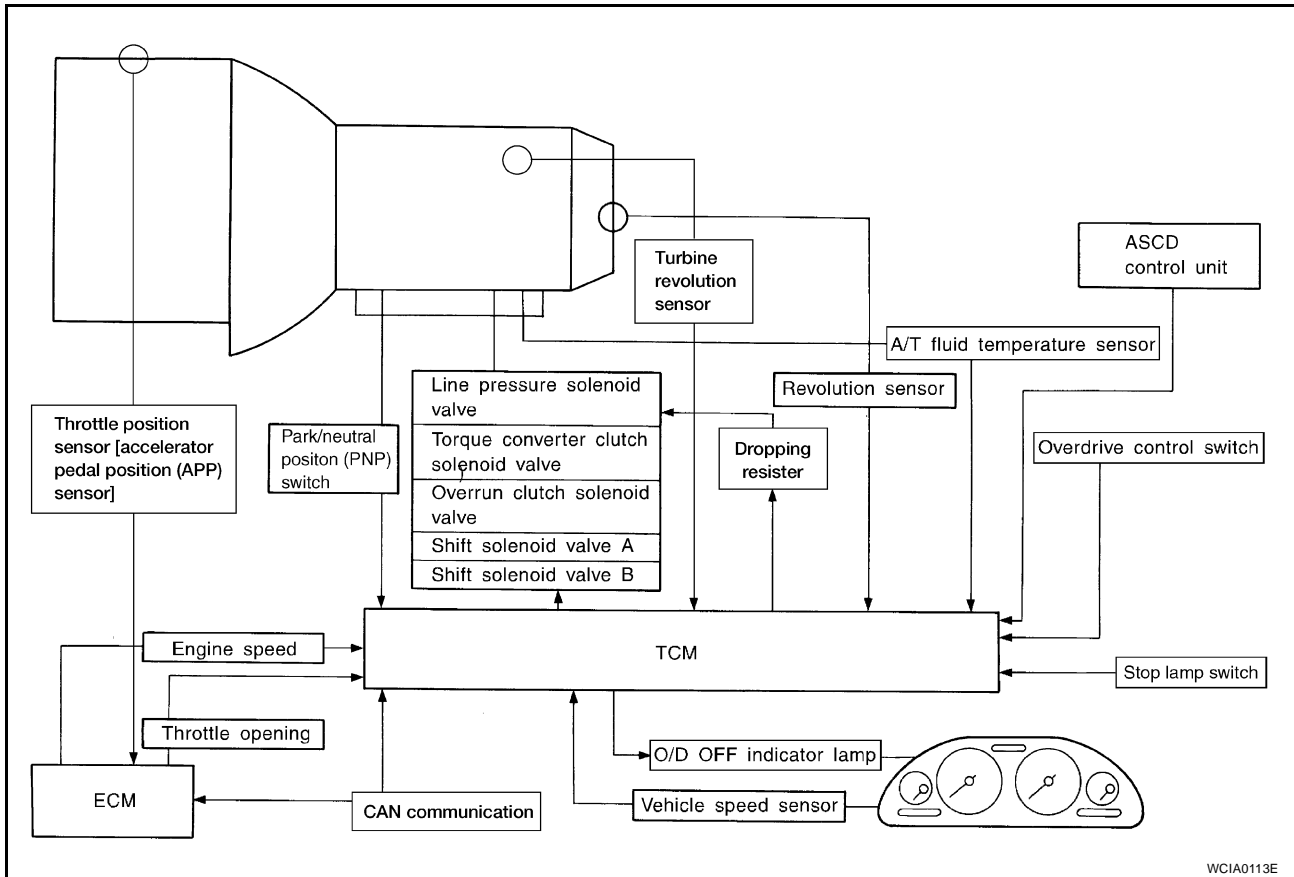 Turbine
revolution
sensor
ASCD
control unit
A/T fluid temperature sensor
Line pressure solenoid
valve
Torque converter clutch
solenoid valve
Overrun clutch solenoid
valve
Shift solenoid valve A
Shift solenoid valve B
Revolution sensor
Throttle position
sensor [accelerator
pedal position (APP)
sensor]
Park/neutral
positon (PNP)
switch
Dropping
resister
Overdrive control switch
Engine speed
TCM
Stop lamp switch
Throttle opening
O/D OFF indicator lamp
ECM
CAN communication
Vehicle speed sensor
WCIA0113E